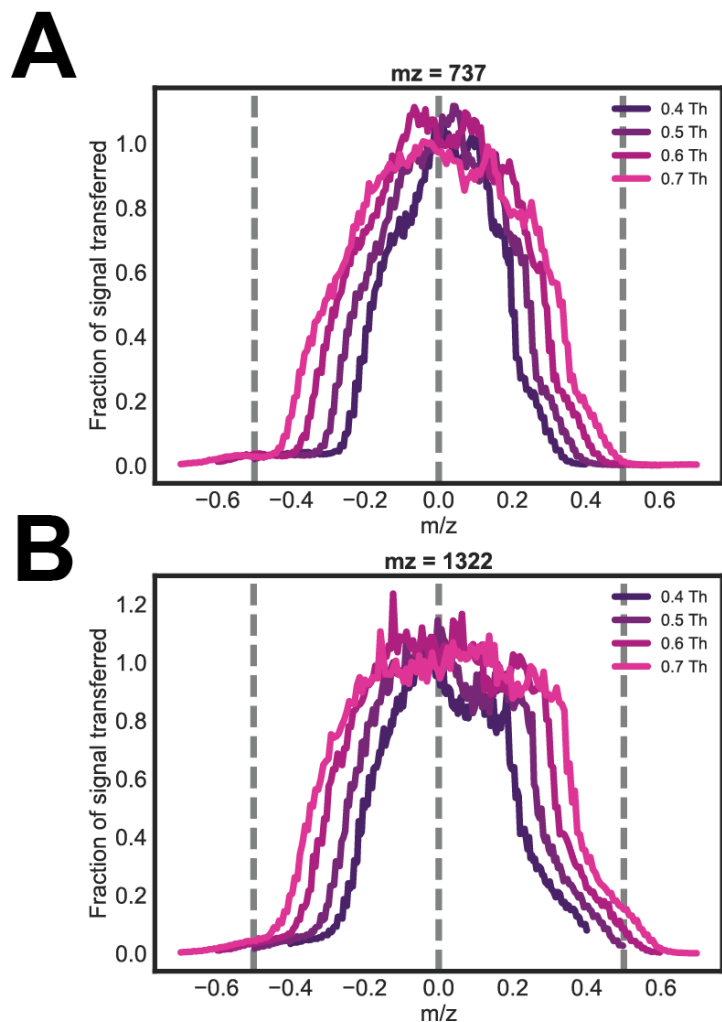 A
mz = 737
Fraction of signal transferred
1.0
0.8
0.6
0.4
0.2
0.0
0.4 Th
0.5 Th
0.6 Th
0.7 Th
−0.6 −0.4 −0.2 0.0 0.2 0.4 0.6
m/z
B
mz = 1322
Fraction of signal transferred
1.2
1.0
0.8
0.6
0.4
0.2
0.0
0.4 Th
0.5 Th
0.6 Th
0.7 Th
−0.6 −0.4 −0.2 0.0 0.2 0.4 0.6
m/z